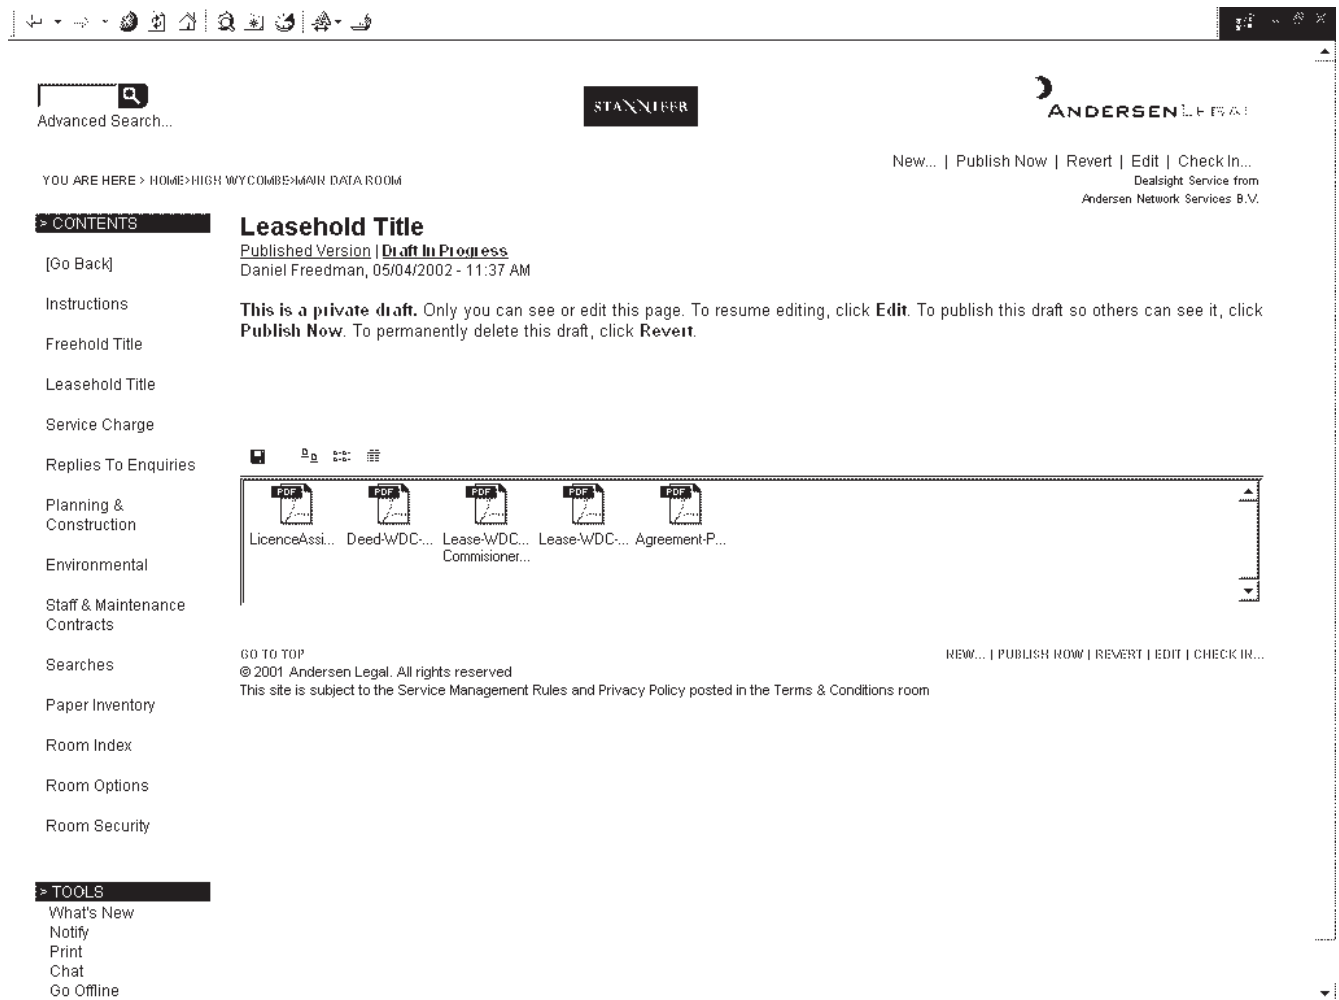 Advanced Search...
STANNIFER
ANDERSEN LEGAL
New... | Publish Now | Revert | Edit | Check In...
Dealsight Service from
Andersen Network Services B.V.
YOU ARE HERE > HOME>HIGH WYCOMBE>MAIN DATA ROOM
> CONTENTS
[Go Back]
Instructions
Freehold Title
Leasehold Title
Service Charge
Replies To Enquiries
Planning &
Construction
Environmental
Staff & Maintenance
Contracts
Searches
Paper Inventory
Room Index
Room Options
Room Security
> TOOLS
What's New
Notify
Print
Chat
Go Offline
Leasehold Title
Published Version | Draft In Progress
Daniel Freedman, 05/04/2002 - 11:37 AM
This is a private draft. Only you can see or edit this page. To resume editing, click Edit. To publish this draft so others can see it, click
Publish Now. To permanently delete this draft, click Revert.
PDF PDF PDF PDF PDF
LicenceAssi... Deed-WDC-... Lease-WDC... Lease-WDC-... Agreement-P...
Commisioner...
GO TO TOP
NEW... | PUBLISH NOW | REVERT | EDIT | CHECK IN...
© 2001 Andersen Legal. All rights reserved
This site is subject to the Service Management Rules and Privacy Policy posted in the Terms & Conditions room